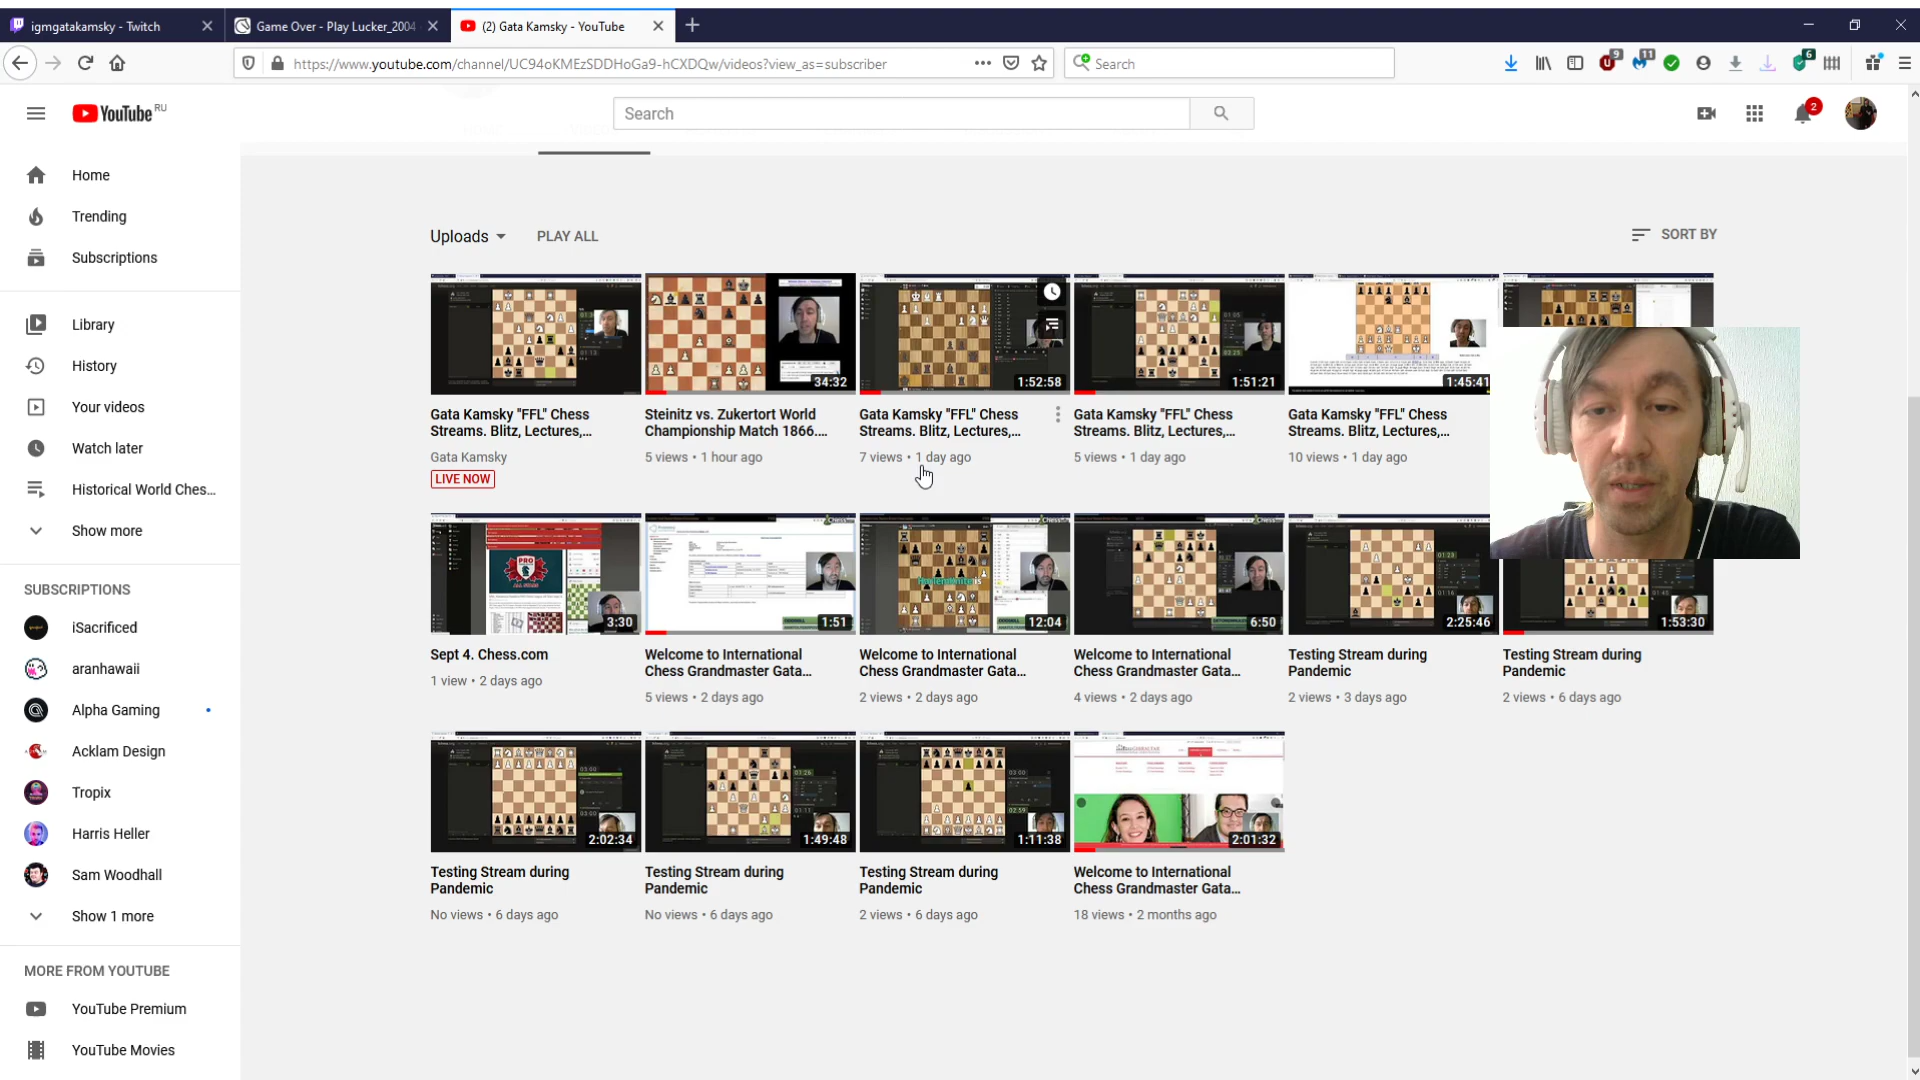 igmgatakamsky - Twitch
Game Over - Play Lucker_2004
(2) Gata Kamsky - YouTube
https://www.youtube.com/channel/UC94oKMEzSDDHoGa9-hCXDQw/videos?view_as=subscriber
Search
9
11
6
YouTube RU
Search
2
Home
Trending
Subscriptions
Library
History
Your videos
Watch later
Historical World Ches...
Show more
SUBSCRIPTIONS
iSacrificed
aranhawaii
Alpha Gaming
Acklam Design
Tropix
Harris Heller
Sam Woodhall
Show 1 more
MORE FROM YOUTUBE
YouTube Premium
YouTube Movies
Uploads
PLAY ALL
SORT BY
34:32
1:52:58
1:51:21
1:45:41
Gata Kamsky "FFL" Chess
Streams. Blitz, Lectures,...
Gata Kamsky
LIVE NOW
Steinitz vs. Zukertort World
Championship Match 1866....
5 views • 1 hour ago
Gata Kamsky "FFL" Chess
Streams. Blitz, Lectures,...
7 views • 1 day ago
Gata Kamsky "FFL" Chess
Streams. Blitz, Lectures,...
5 views • 1 day ago
Gata Kamsky "FFL" Chess
Streams. Blitz, Lectures,...
10 views • 1 day ago
PRO
3:30
1:51
12:04
6:50
2:25:46
1:53:30
Sept 4. Chess.com
1 view • 2 days ago
Welcome to International
Chess Grandmaster Gata...
5 views • 2 days ago
Welcome to International
Chess Grandmaster Gata...
2 views • 2 days ago
Welcome to International
Chess Grandmaster Gata...
4 views • 2 days ago
Testing Stream during
Pandemic
2 views • 3 days ago
Testing Stream during
Pandemic
2 views • 6 days ago
2:02:34
1:49:48
1:11:38
2:01:32
Testing Stream during
Pandemic
No views • 6 days ago
Testing Stream during
Pandemic
No views • 6 days ago
Testing Stream during
Pandemic
2 views • 6 days ago
Welcome to International
Chess Grandmaster Gata...
18 views • 2 months ago